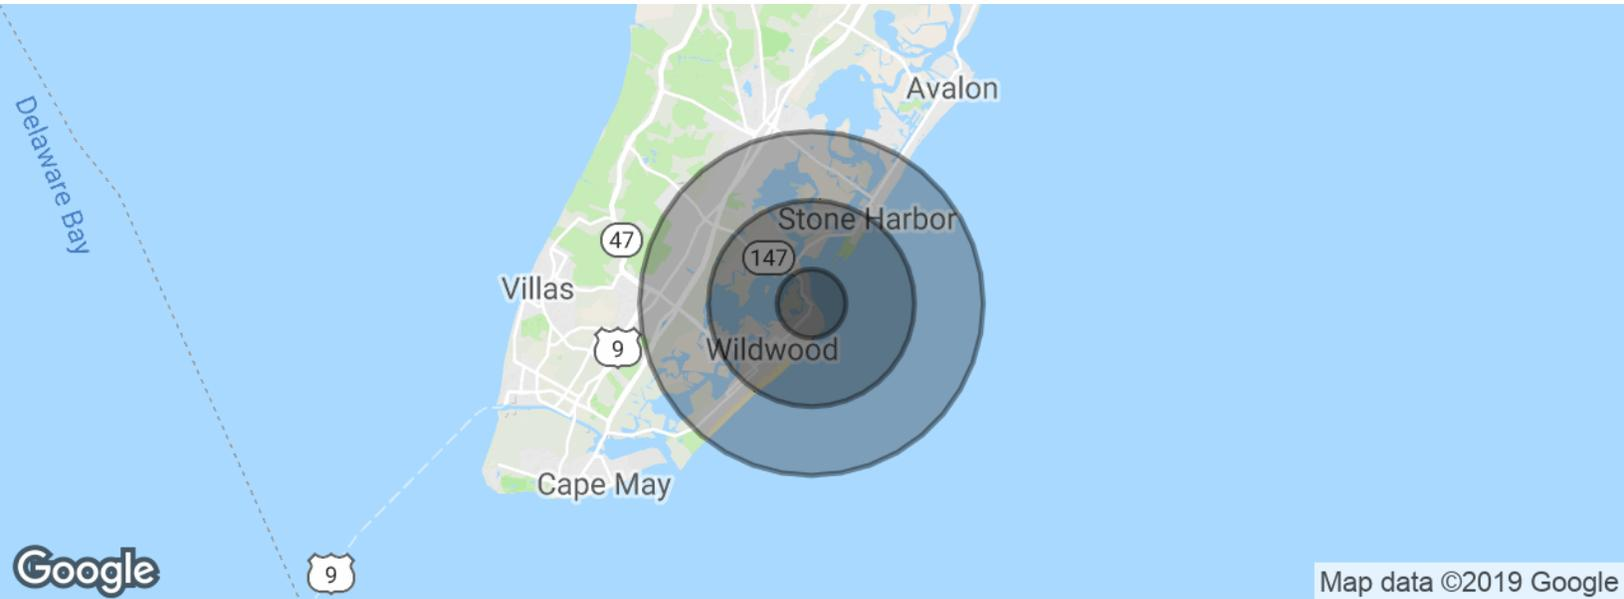 Avalon
Delaware Bay
Stone Harbor
47
147
Villas
9
Wildwood
Cape May
Google
9
Map data ©2019 Google